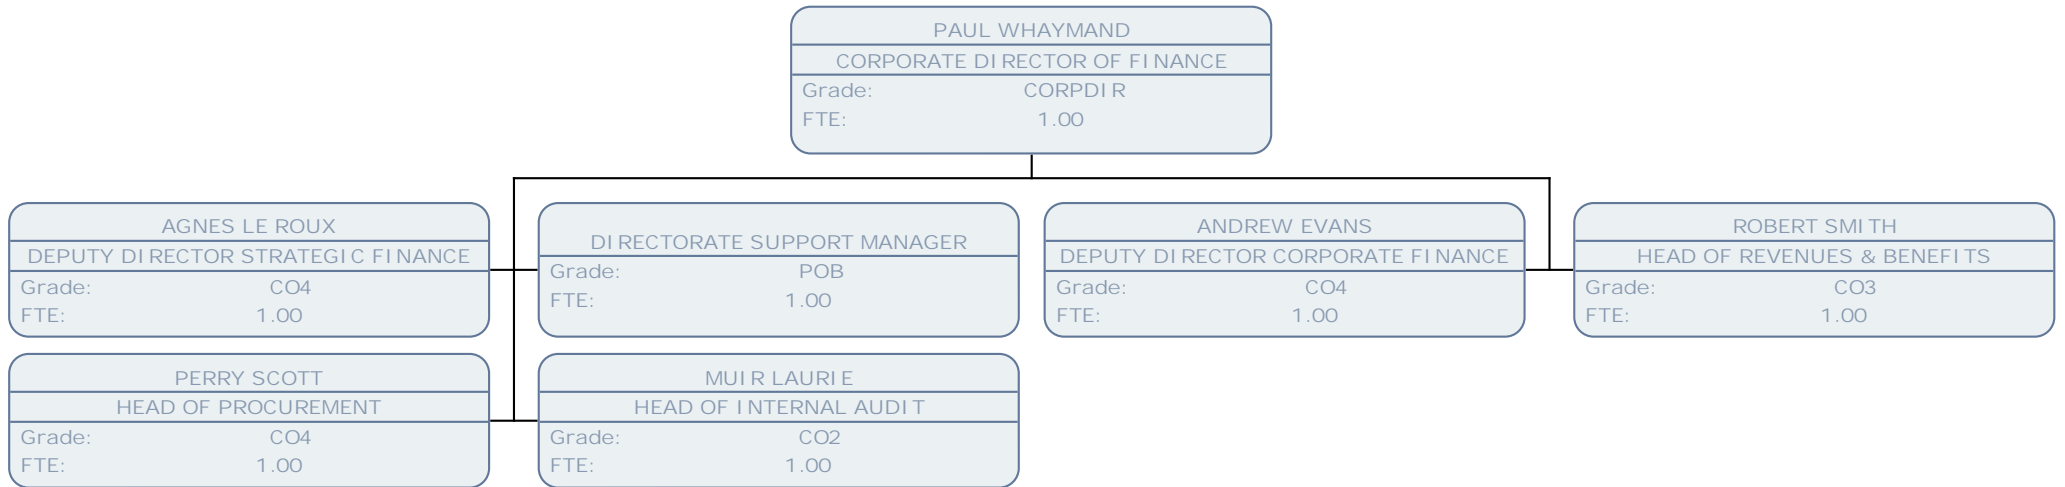 PAUL WHAYMAND
CORPORATE DIRECTOR OF FINANCE
Grade: CORPDIR
FTE: 1.00
AGNES LE ROUX
DEPUTY DIRECTOR STRATEGIC FINANCE
Grade: CO4
FTE: 1.00
DIRECTORATE SUPPORT MANAGER
Grade: POB
FTE: 1.00
ANDREW EVANS
DEPUTY DIRECTOR CORPORATE FINANCE
Grade: CO4
FTE: 1.00
ROBERT SMITH
HEAD OF REVENUES & BENEFITS
Grade: CO3
FTE: 1.00
PERRY SCOTT
HEAD OF PROCUREMENT
Grade: CO4
FTE: 1.00
MUIR LAURIE
HEAD OF INTERNAL AUDIT
Grade: CO2
FTE: 1.00